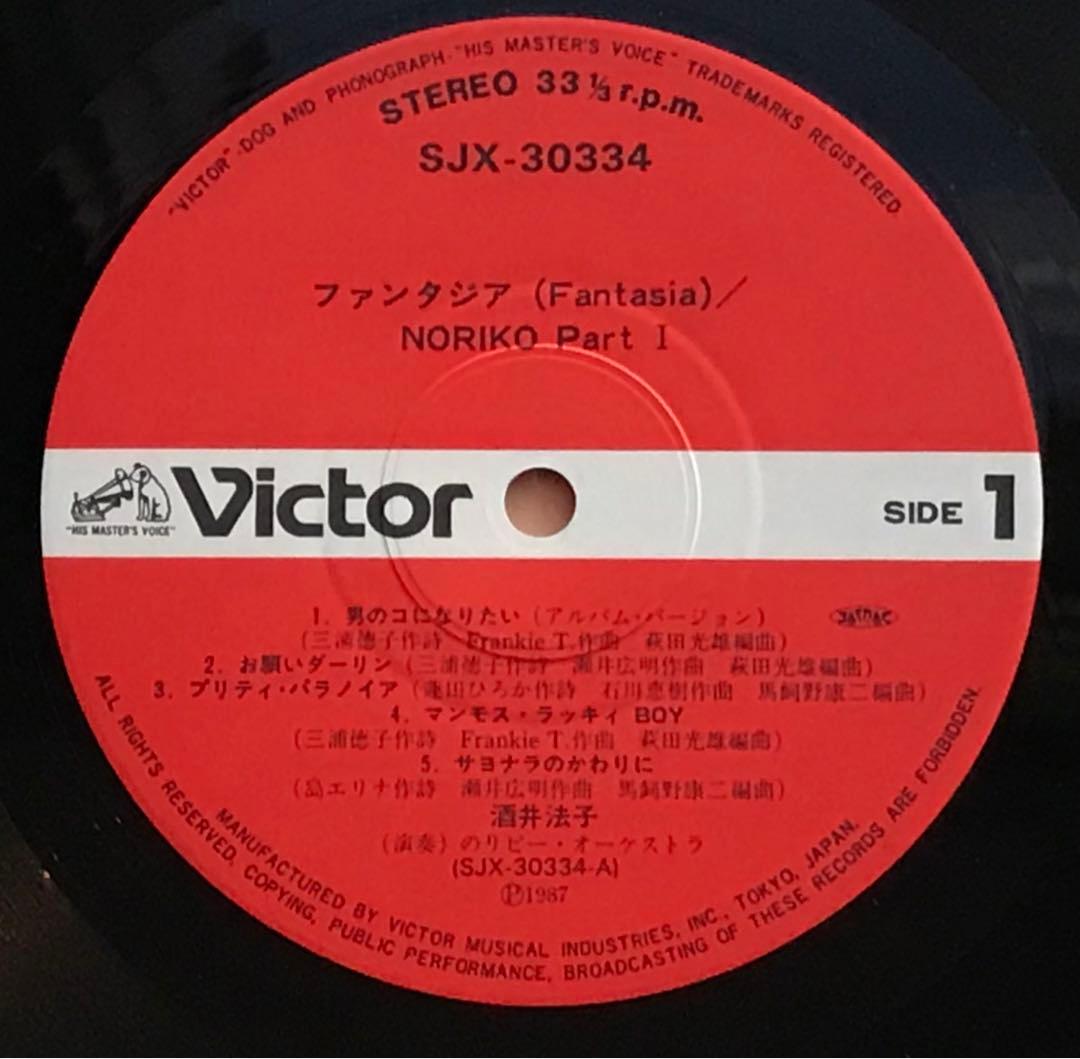 "VICTOR"-DOG AND PHONOGRAPH-"HIS MASTER'S VOICE" TRADEMARKS REGISTERED.
STEREO 33 ⅓ r.p.m.
SJX-30334
ファンタジア (Fantasia)/
NORIKO Part I
"HIS MASTER'S VOICE"
Victor
SIDE 1
1. 男のコになりたい (アルバム・バージョン)
JASRAC
(三浦徳子作詩 Frankie T.作曲 萩田光雄編曲)
2. お願いダーリン (三浦徳子作詩 瀬井広明作曲 萩田光雄編曲)
3. プリティ・パラノイア (竜田ひろか作詩 石川恵樹作曲 馬飼野康二編曲)
4. マンモス・ラッキィ BOY
(三浦徳子作詩 Frankie T.作曲 萩田光雄編曲)
5. サヨナラのかわりに
(島エリナ作詩 瀬井広明作曲 馬飼野康二編曲)
酒井法子
(演奏) のりピー・オーケストラ
(SJX-30334-A)
Ⓟ1987
MANUFACTURED BY VICTOR MUSICAL INDUSTRIES, INC., TOKYO, JAPAN.
ALL RIGHTS RESERVED. COPYING, PUBLIC PERFORMANCE, BROADCASTING OF THESE RECORDS ARE FORBIDDEN.